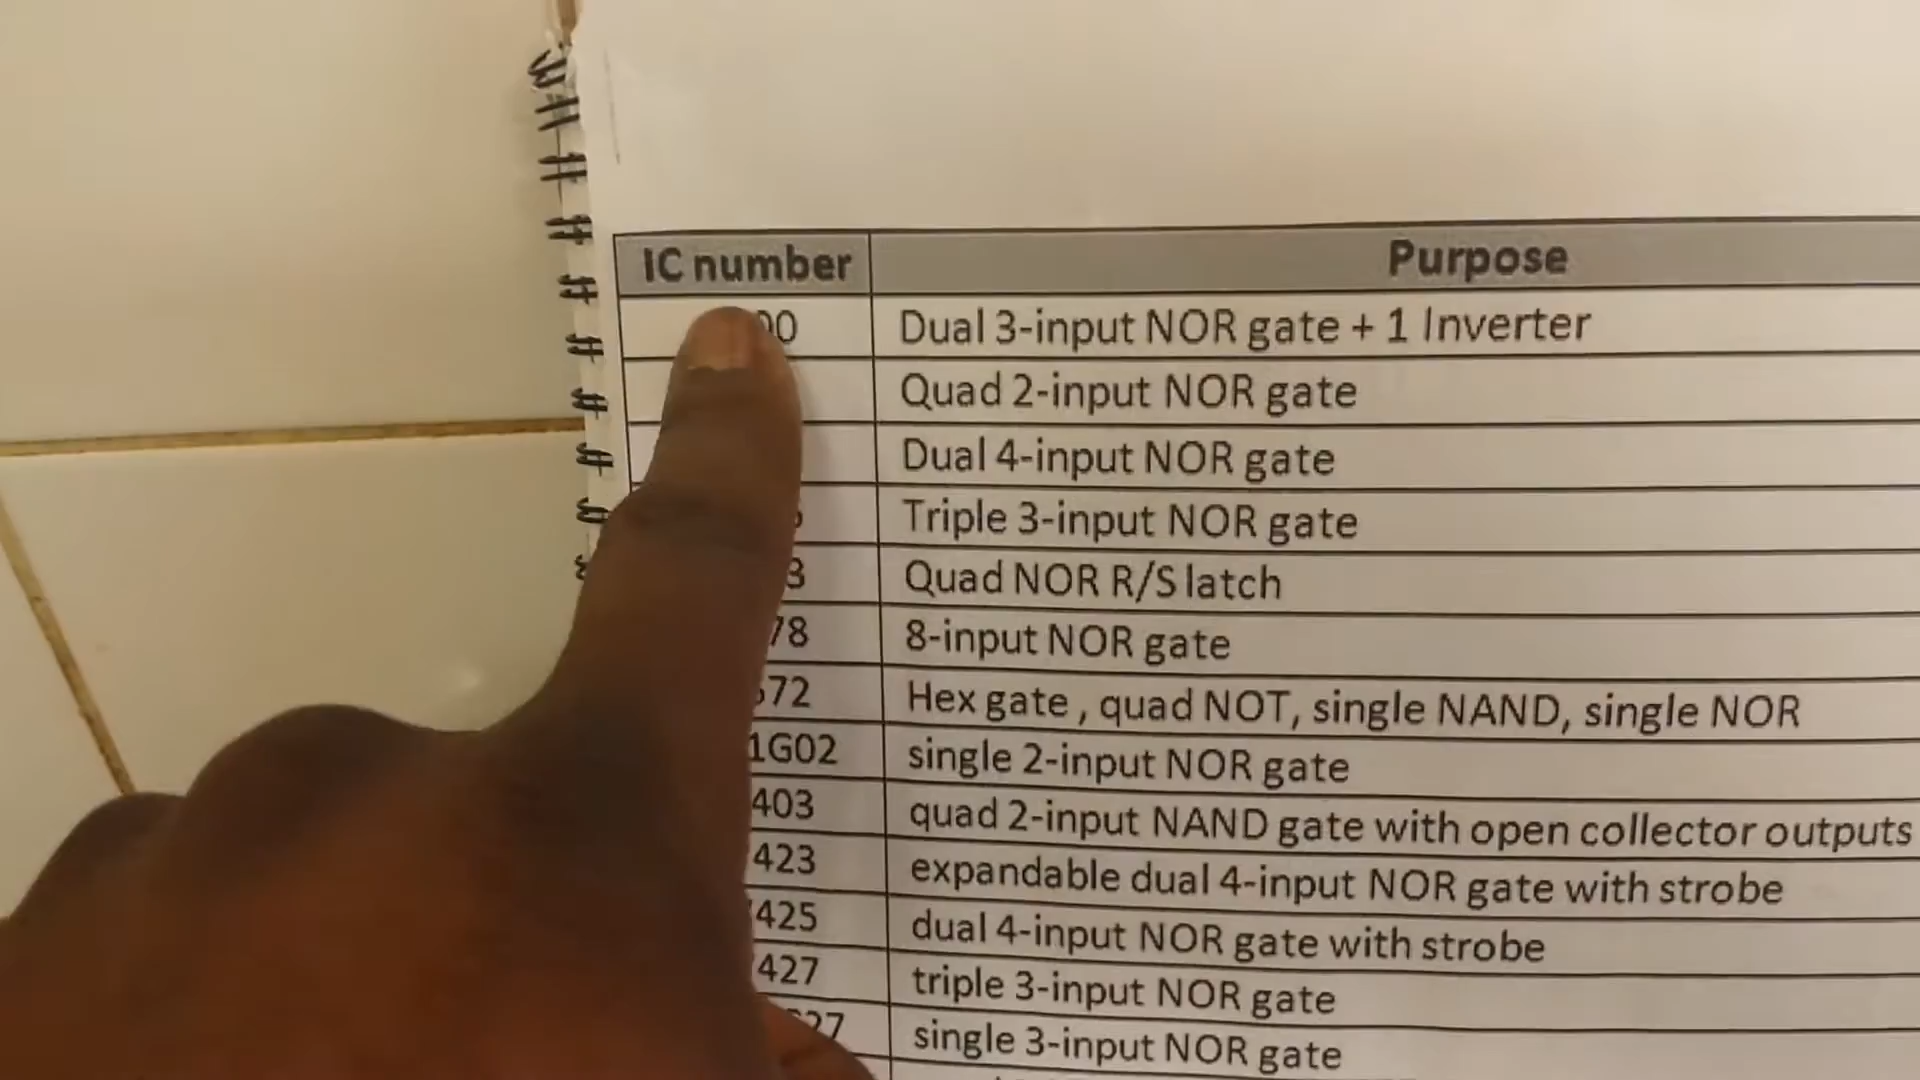 IC number Purpose
00 Dual 3-input NOR gate + 1 Inverter
Quad 2-input NOR gate
Dual 4-input NOR gate
Triple 3-input NOR gate
3 Quad NOR R/S latch
78 8-input NOR gate
72 Hex gate , quad NOT, single NAND, single NOR
1G02 single 2-input NOR gate
403 quad 2-input NAND gate with open collector outputs
423 expandable dual 4-input NOR gate with strobe
425 dual 4-input NOR gate with strobe
427 triple 3-input NOR gate
27 single 3-input NOR gate